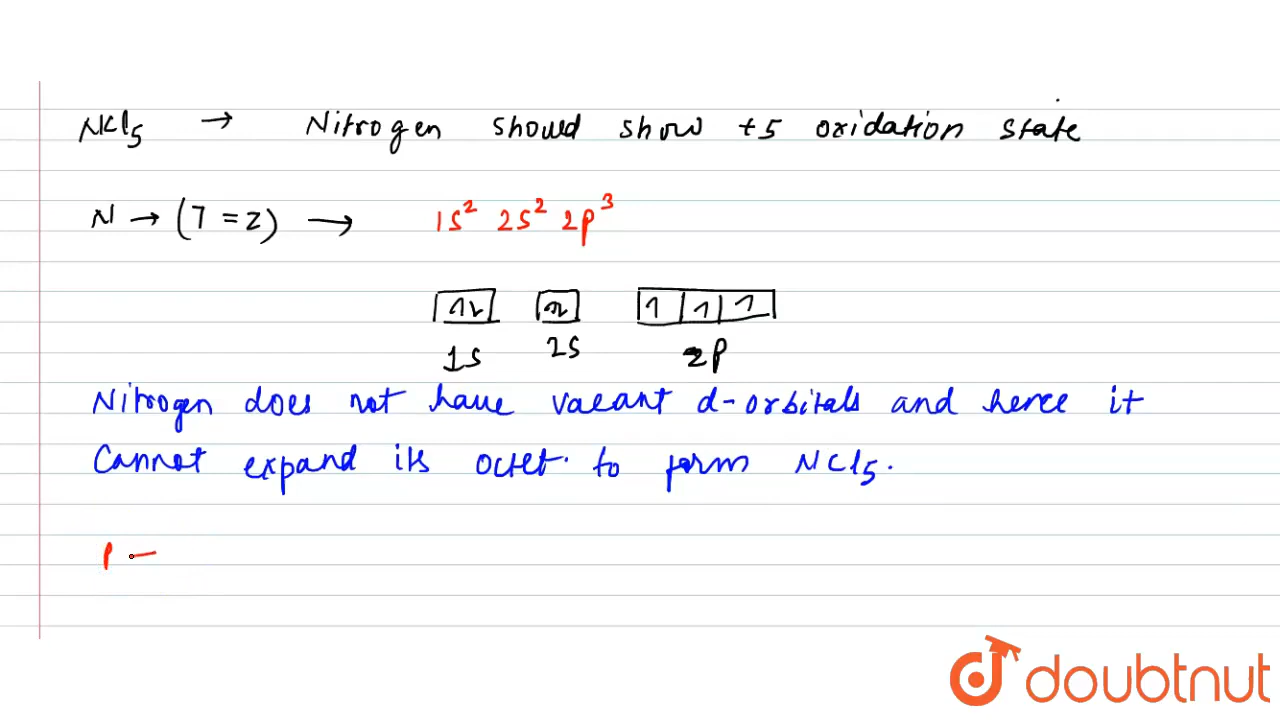 NCl5 → Nitrogen should show +5 oxidation state
N → (7 = Z) → 1s² 2s² 2p³
1s 2s 2p
Nitrogen does not have vacant d-orbitals and hence it
cannot expand its octet. to form NCl5.
P –
doubtnut